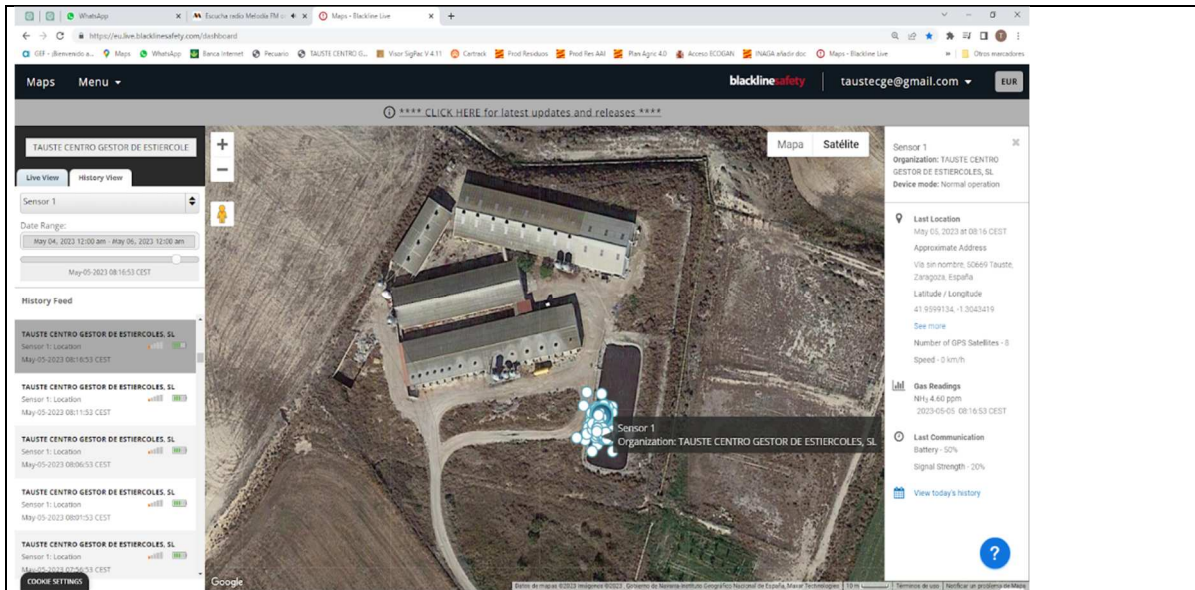 WhatsApp
Escucha radio Melodía FM
Maps - Blackline Live
https://eu.live.blacklinesafety.com/dashboard
Maps
WhatsApp
Banca Internet
Pecuario
TAUSTE CENTRO G...
Visor SigPac V 4.11
Cartrack
Prod Residuos
Plan Agric 4.0
Acceso ECOGAN
INAGA añadir doc
Maps - Blackline Live
Otros marcadores
Maps
Menu
blacklinesafety
taustecge@gmail.com
EUR
**** CLICK HERE for latest updates and releases ****
TAUSTE CENTRO GESTOR DE ESTIERCOLE
Live View
History View
Sensor 1
Date Range:
May 04, 2023 12:00 am - May 06, 2023 12:00 am
May-05-2023 08:16:53 CEST
History Feed
TAUSTE CENTRO GESTOR DE ESTIERCOLES, SL
Sensor 1: Location
May-05-2023 08:16:53 CEST
TAUSTE CENTRO GESTOR DE ESTIERCOLES, SL
Sensor 1: Location
May-05-2023 08:11:53 CEST
TAUSTE CENTRO GESTOR DE ESTIERCOLES, SL
Sensor 1: Location
May-05-2023 08:06:53 CEST
TAUSTE CENTRO GESTOR DE ESTIERCOLES, SL
Sensor 1: Location
May-05-2023 08:01:53 CEST
TAUSTE CENTRO GESTOR DE ESTIERCOLES, SL
Sensor 1: Location
May-05-2023 07:56:53 CEST
COOKIE SETTINGS
Mapa
Satélite
Sensor 1
Organization: TAUSTE CENTRO GESTOR DE ESTIERCOLES, SL
Google
10 m
Términos de uso
Notificar un problema de Maps
Sensor 1
Organization: TAUSTE CENTRO
GESTOR DE ESTIERCOLES, SL
Device mode: Normal operation
Last Location
May 05, 2023 at 08:16 CEST
Approximate Address
Vía sin nombre, 50669 Tauste,
Zaragoza, España
Latitude / Longitude
41.9599134, -1.3043419
See more
Number of GPS Satellites - 8
Speed - 0 km/h
Gas Readings
NH₃ 4.60 ppm
2023-05-05 08:16:53 CEST
Last Communication
Battery - 50%
Signal Strength - 20%
View today's history
?